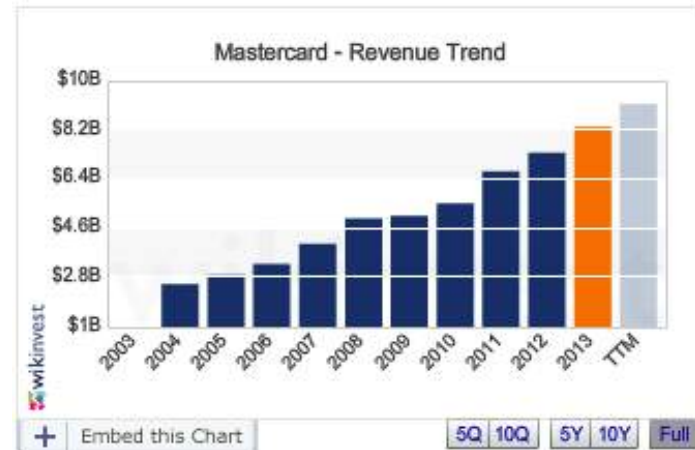 Mastercard - Revenue Trend
$10B
$8.2B
$6.4B
$4.6B
$2.8B
$1B
2003 2004 2005 2006 2007 2008 2009 2010 2011 2012 2013 TTM
wikinvest
+ Embed this Chart 5Q 10Q 5Y 10Y Full